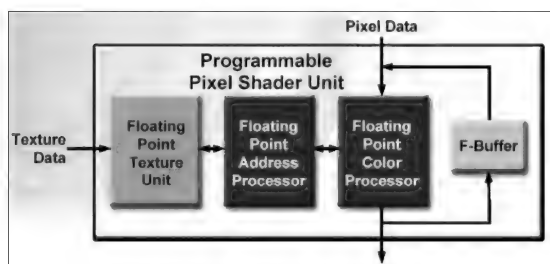 Pixel Data
Programmable
Pixel Shader Unit
Texture
Data
Floating
Point
Texture
Unit
Floating
Point
Address
Processor
Floating
Point
Color
Processor
F-Buffer